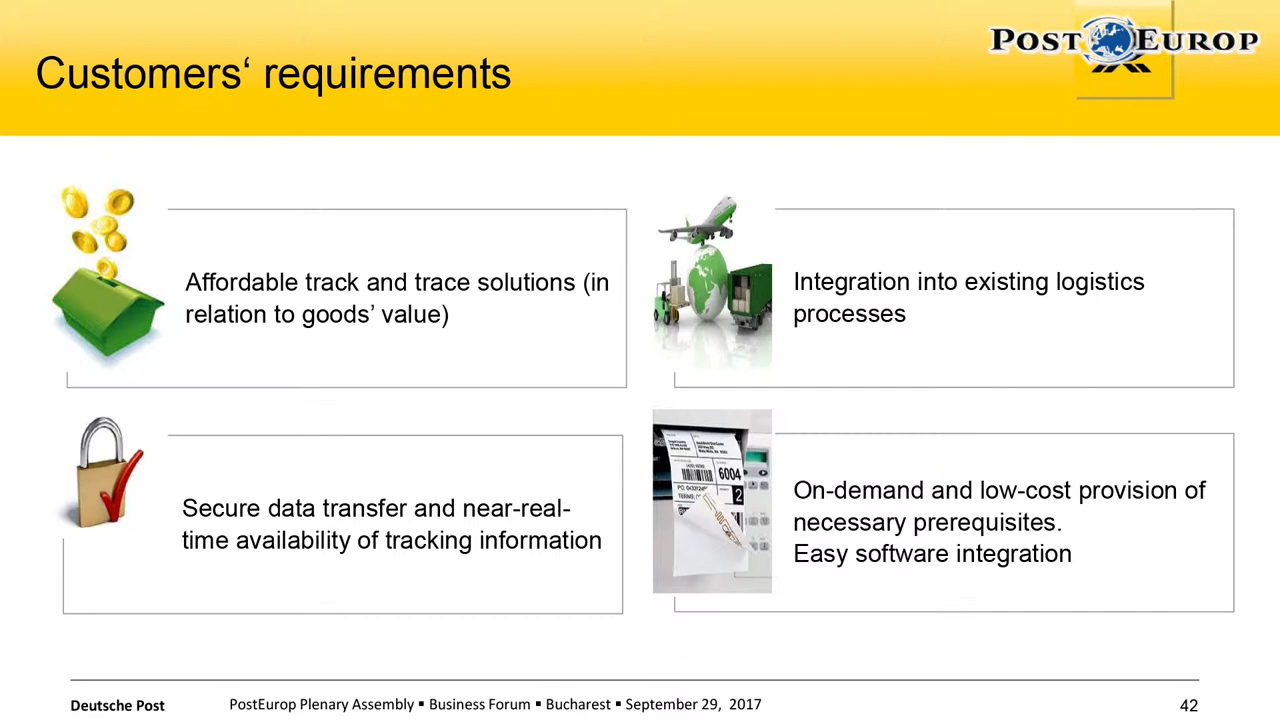 Customers‘ requirements
POST EUROP
Affordable track and trace solutions (in
relation to goods’ value)
Integration into existing logistics
processes
Secure data transfer and near-real-
time availability of tracking information
6004
2
On-demand and low-cost provision of
necessary prerequisites.
Easy software integration
Deutsche Post
PostEurop Plenary Assembly ▪ Business Forum ▪ Bucharest ▪ September 29, 2017
42